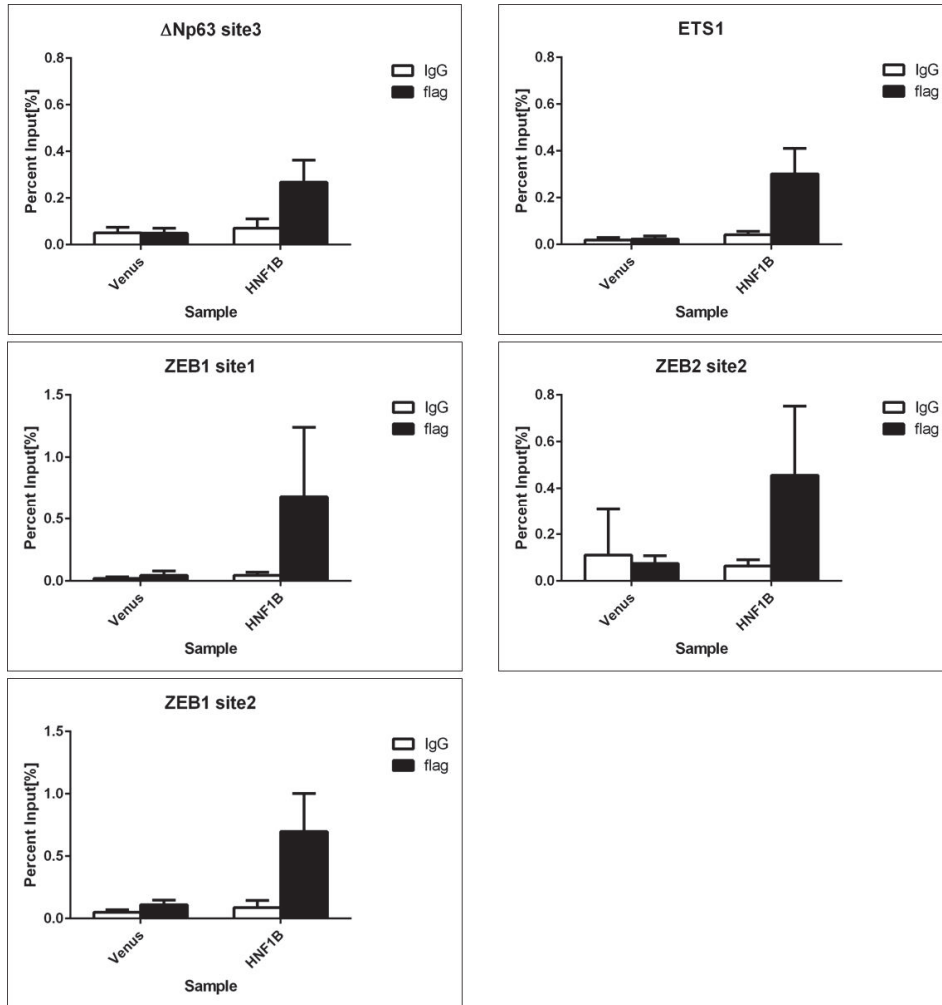 ΔNp63 site3
IgG
flag
Percent Input[%]
0.8
0.6
0.4
0.2
0.0
Venus
HNF1B
Sample
ETS1
IgG
flag
Percent Input[%]
0.8
0.6
0.4
0.2
0.0
Venus
HNF1B
Sample
ZEB1 site1
IgG
flag
Percent Input[%]
1.5
1.0
0.5
0.0
Venus
HNF1B
Sample
ZEB2 site2
IgG
flag
Percent Input[%]
0.8
0.6
0.4
0.2
0.0
Venus
HNF1B
Sample
ZEB1 site2
IgG
flag
Percent Input[%]
1.5
1.0
0.5
0.0
Venus
HNF1B
Sample